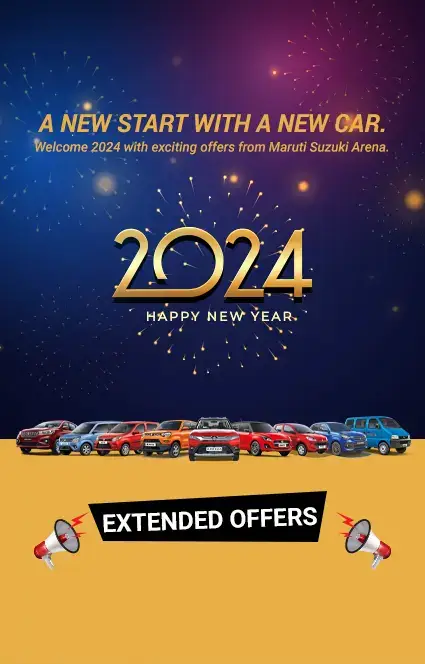 A NEW START WITH A NEW CAR.
Welcome 2024 with exciting offers from Maruti Suzuki Arena.
2024
HAPPY NEW YEAR
EXTENDED OFFERS